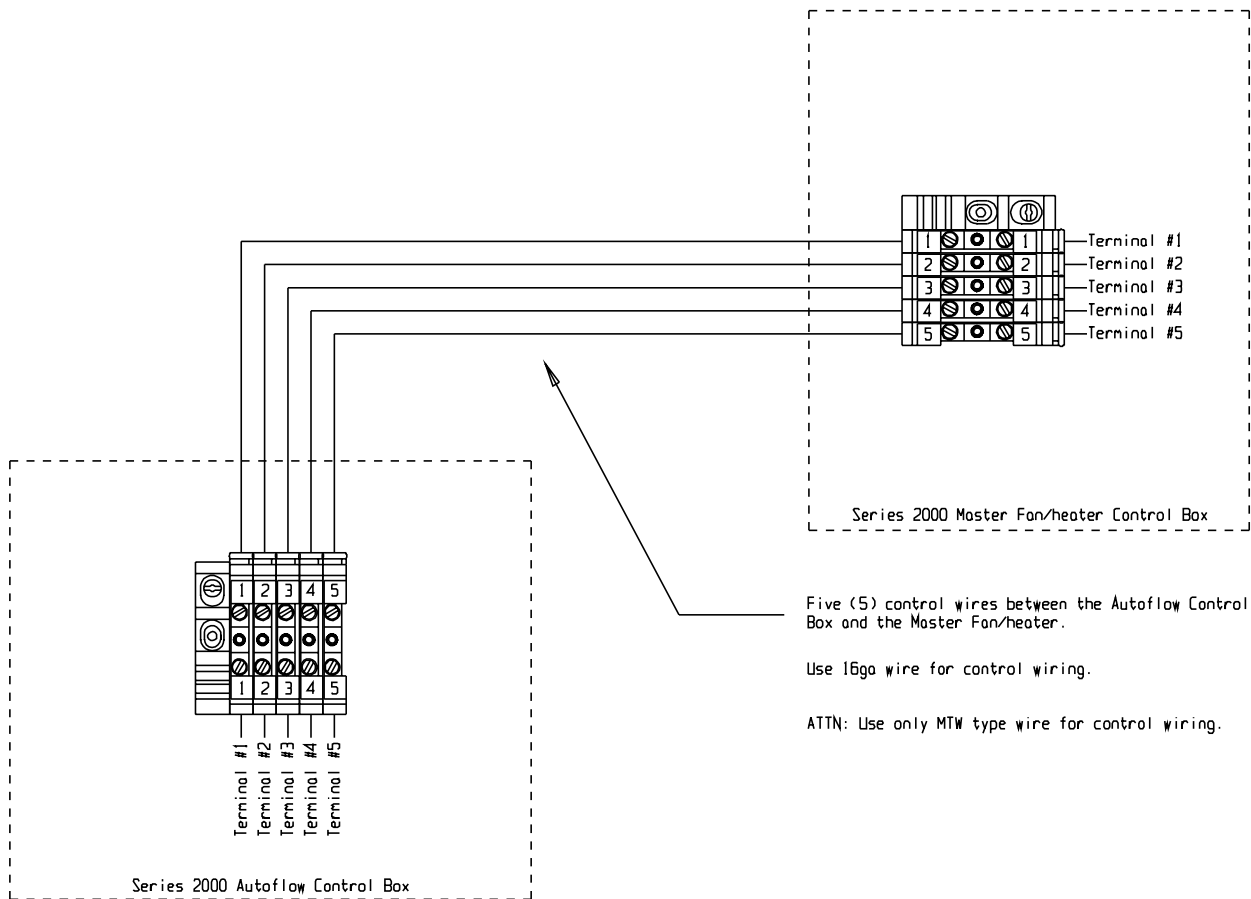 1 1 Terminal #1
2 2 Terminal #2
3 3 Terminal #3
4 4 Terminal #4
5 5 Terminal #5
Series 2000 Master Fan/heater Control Box
Five (5) control wires between the Autoflow Control
Box and the Master Fan/heater.
Use 16ga wire for control wiring.
ATTN: Use only MTW type wire for control wiring.
1 2 3 4 5
1 2 3 4 5
Terminal #1
Terminal #2
Terminal #3
Terminal #4
Terminal #5
Series 2000 Autoflow Control Box